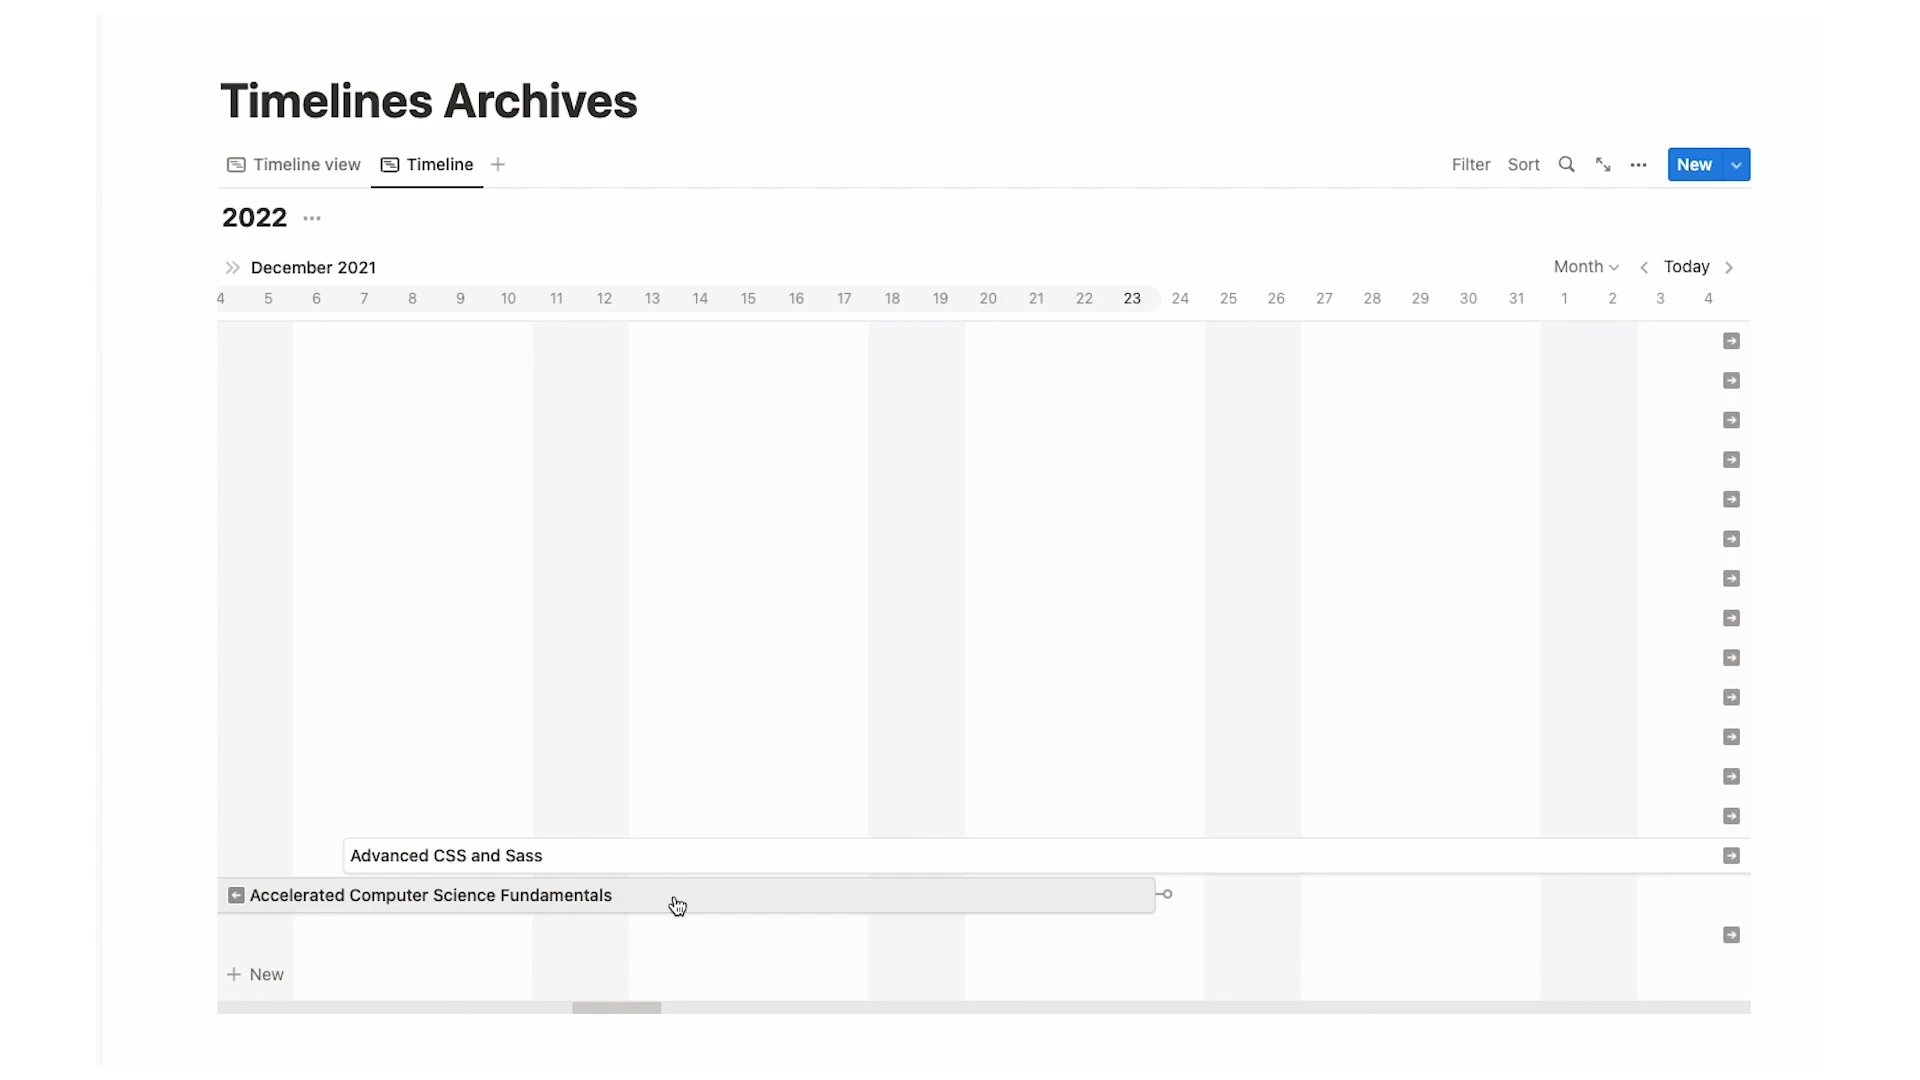 Timelines Archives
Timeline view Timeline
Filter Sort New
2022
December 2021
Month Today
4 5 6 7 8 9 10 11 12 13 14 15 16 17 18 19 20 21 22 23 24 25 26 27 28 29 30 31 1 2 3 4
Advanced CSS and Sass
Accelerated Computer Science Fundamentals
New